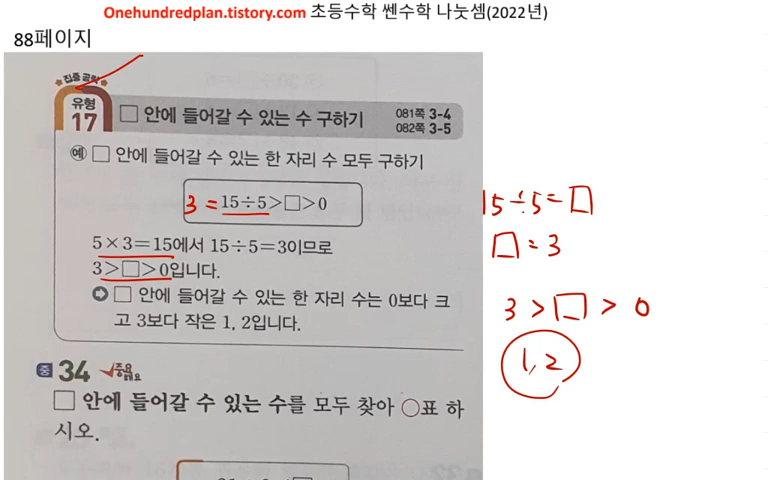 Onehundredplan.tistory.com 초등수학 쎈수학 나눗셈(2022년)
88페이지
집중 공략
유형
17
□ 안에 들어갈 수 있는 수 구하기
081쪽 3-4
082쪽 3-5
예 □ 안에 들어갈 수 있는 한 자리 수 모두 구하기
3 = 15÷5>□>0
5×3=15에서 15÷5=3이므로
3>□>0입니다.
□ 안에 들어갈 수 있는 한 자리 수는 0보다 크
고 3보다 작은 1, 2입니다.
15÷5=□
□=3
3 > □ > 0
1, 2
중 34 중요해요
□ 안에 들어갈 수 있는 수를 모두 찾아 ○표 하
시오.